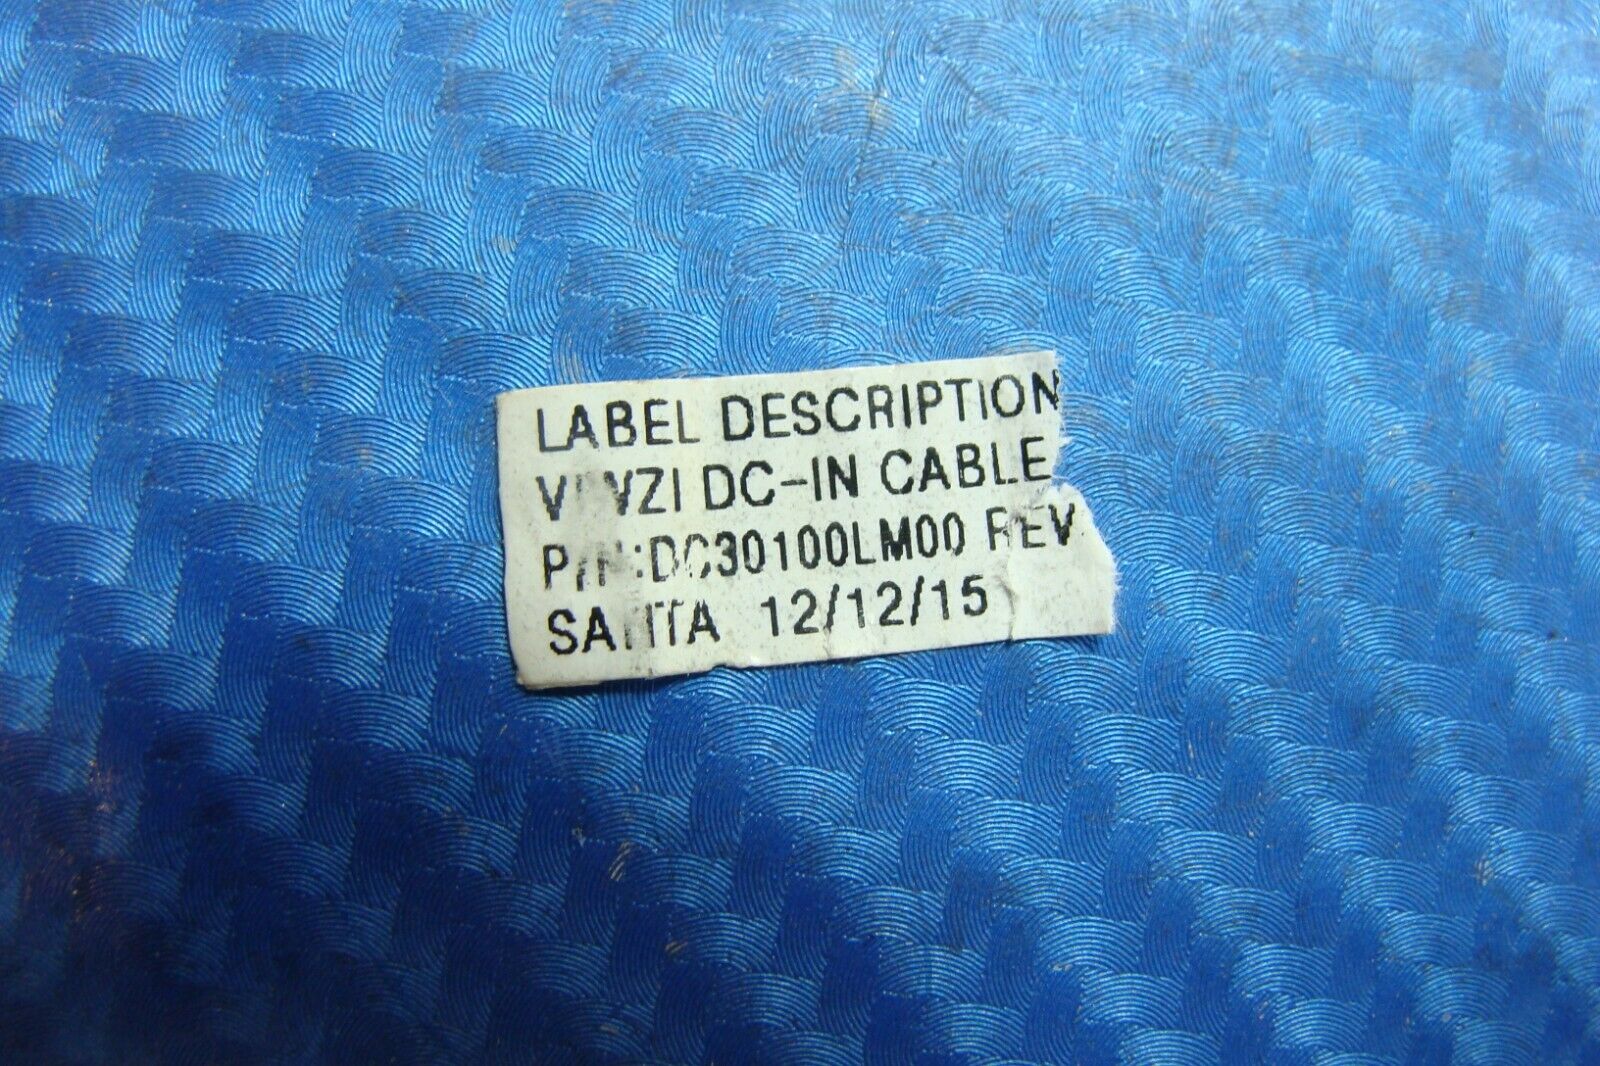 LABEL DESCRIPTION
DC-IN CABLE
P/N:DC30100LM00 REV
12/12/15